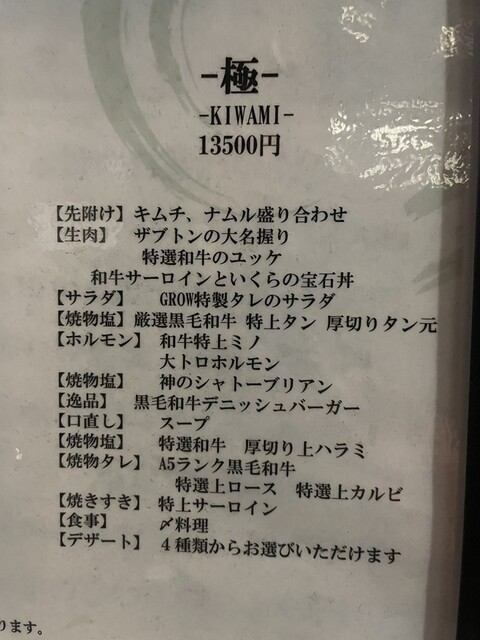 -極-
-KIWAMI-
13500円
【先附け】キムチ、ナムル盛り合わせ
【生肉】 ザブトンの大名握り
特選和牛のユッケ
和牛サーロインといくらの宝石丼
【サラダ】 GROW特製タレのサラダ
【焼物塩】厳選黒毛和牛 特上タン 厚切りタン元
【ホルモン】 和牛特上ミノ
大トロホルモン
【焼物塩】 神のシャトーブリアン
【逸品】 黒毛和牛デニッシュバーガー
【口直し】 スープ
【焼物塩】 特選和牛 厚切り上ハラミ
【焼物タレ】 A5ランク黒毛和牛
特選上ロース 特選上カルビ
【焼きすき】 特上サーロイン
【食事】 〆料理
【デザート】 4種類からお選びいただけます
ります。